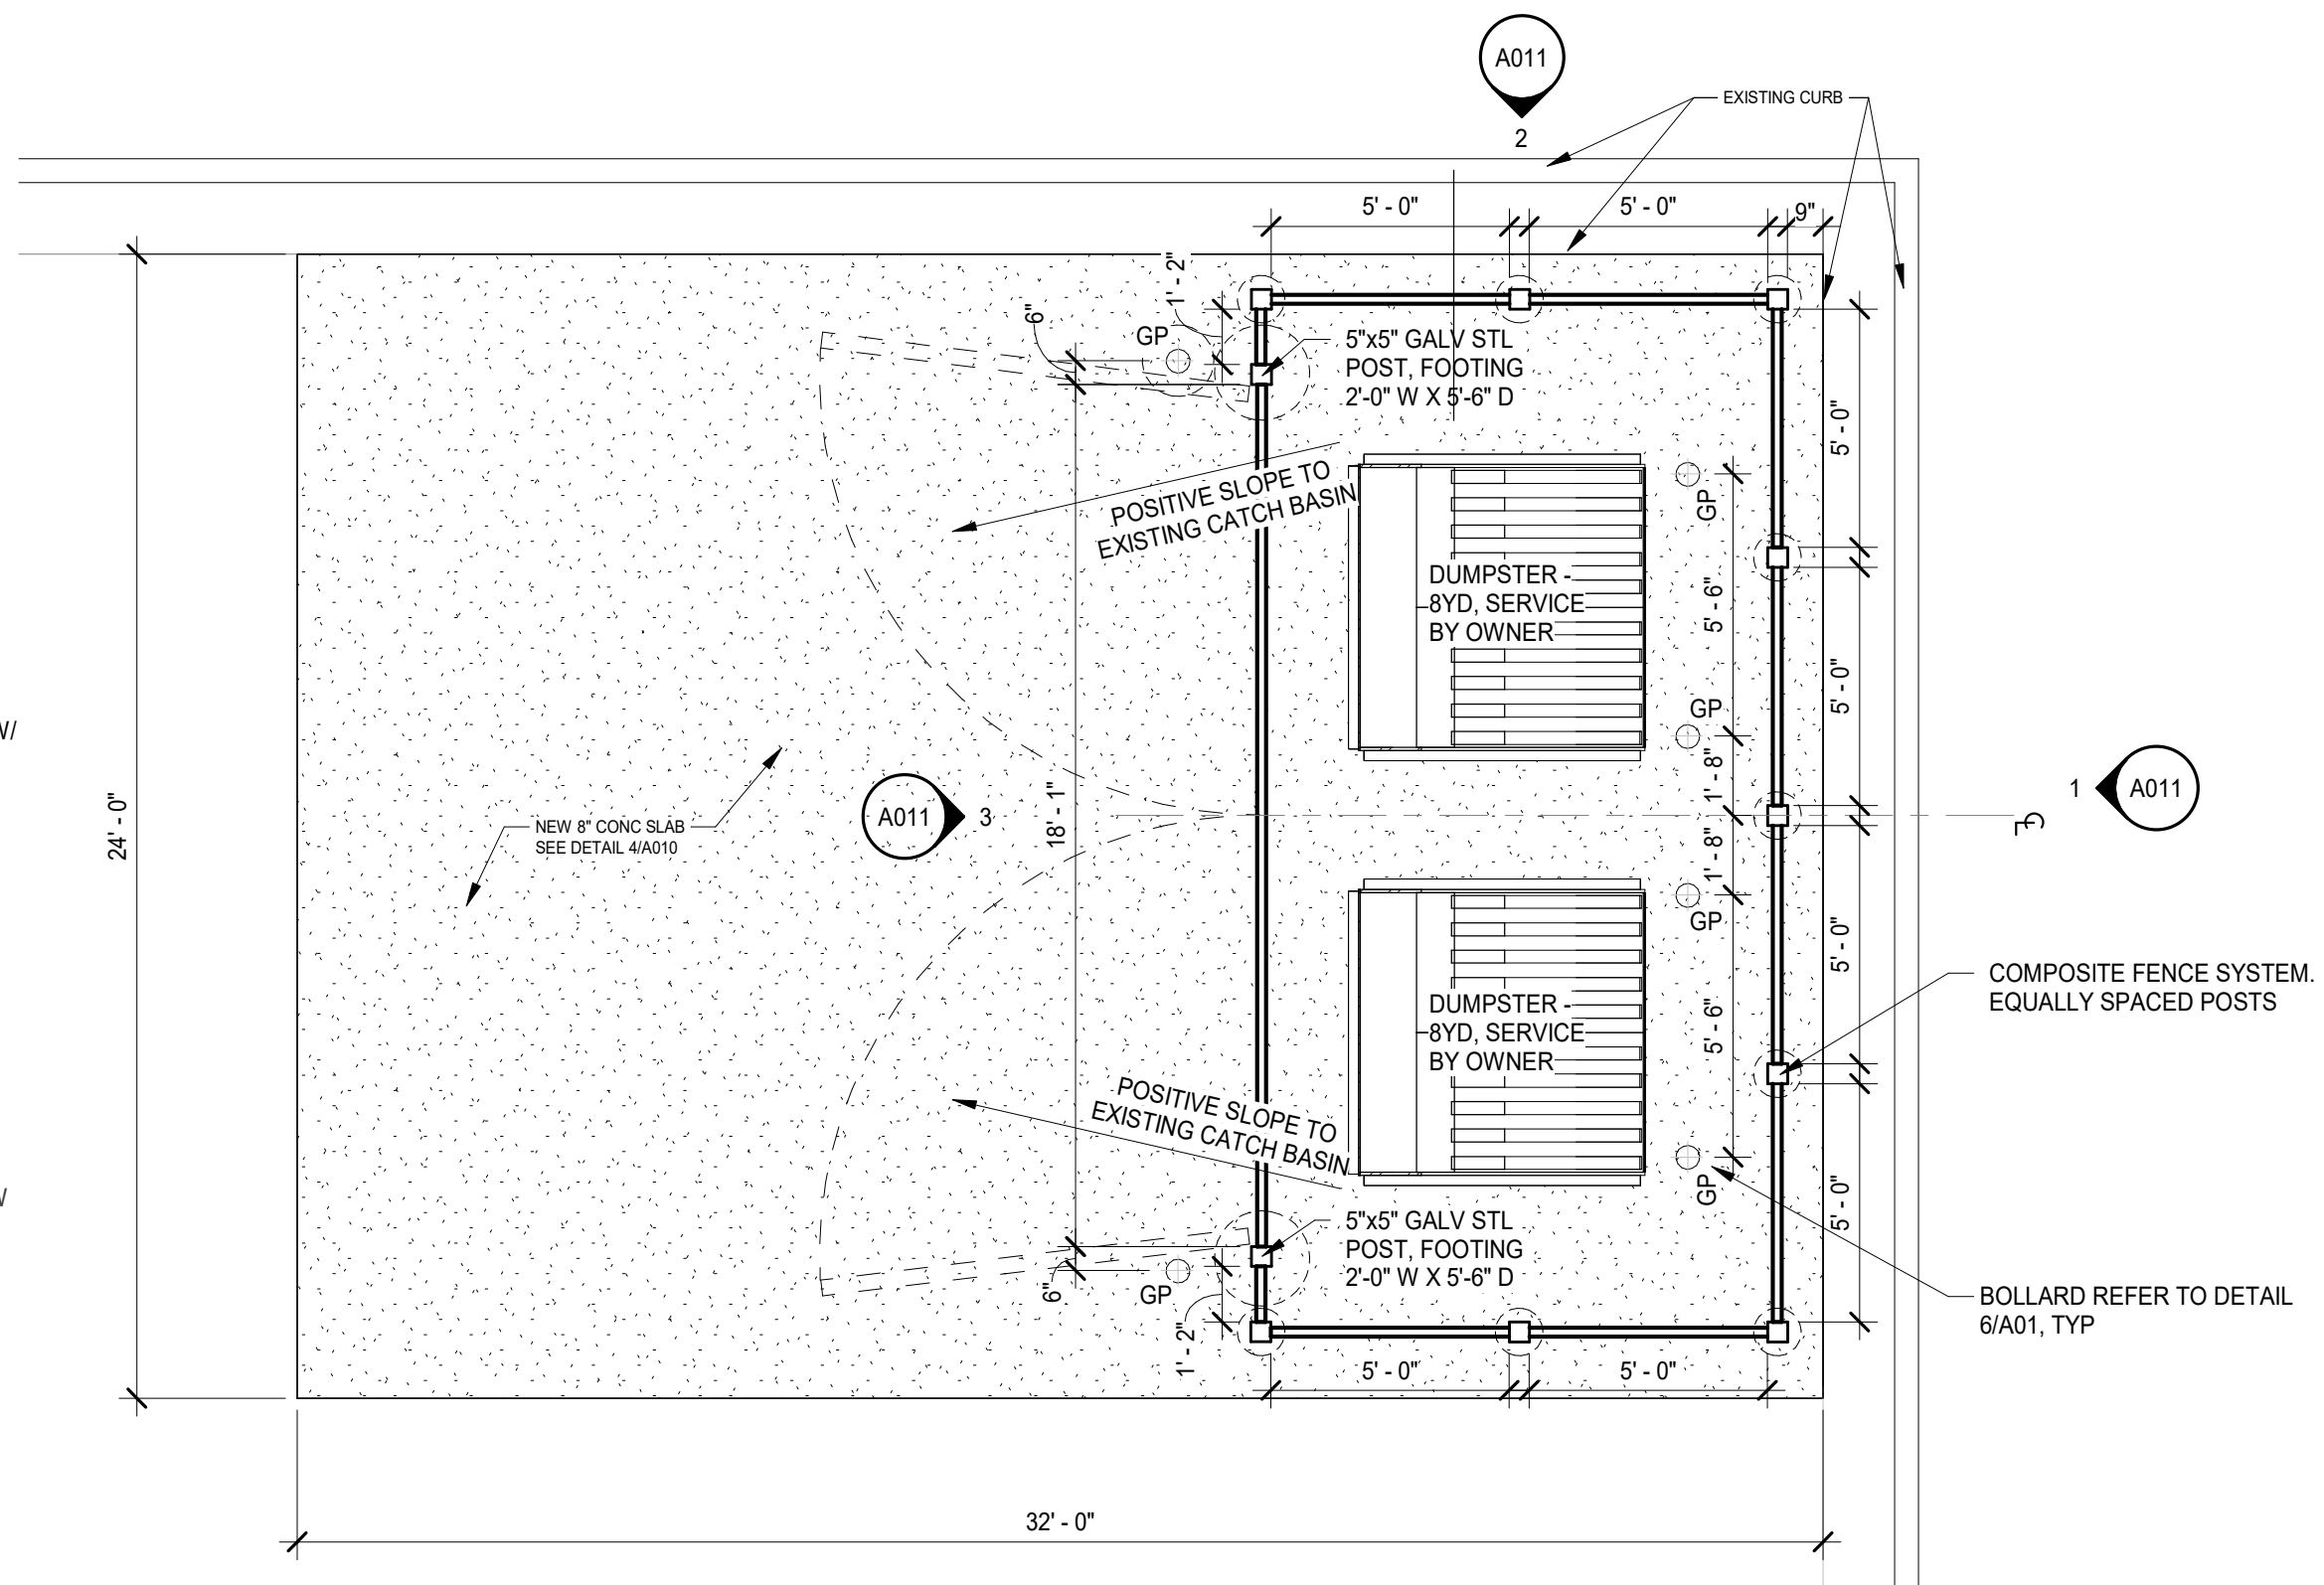 A011
2
EXISTING CURB
5' - 0"
5' - 0"
9"
1' - 2"
6"
GP
5"x5" GALV STL
POST, FOOTING
2'-0" W X 5'-6" D
5' - 0"
POSITIVE SLOPE TO
EXISTING CATCH BASIN
GP
DUMPSTER -
8YD, SERVICE
BY OWNER
5' - 6"
5' - 0"
GP
W/
1' - 8"
24' - 0"
NEW 8" CONC SLAB
SEE DETAIL 4/A010
A011
3
18' - 1"
1
A011
CL
1' - 8"
GP
5' - 0"
COMPOSITE FENCE SYSTEM.
EQUALLY SPACED POSTS
DUMPSTER -
8YD, SERVICE
BY OWNER
5' - 6"
POSITIVE SLOPE TO
EXISTING CATCH BASIN
GP
5' - 0"
5"x5" GALV STL
POST, FOOTING
2'-0" W X 5'-6" D
6"
GP
BOLLARD REFER TO DETAIL
6/A01, TYP
1' - 2"
5' - 0"
5' - 0"
32' - 0"